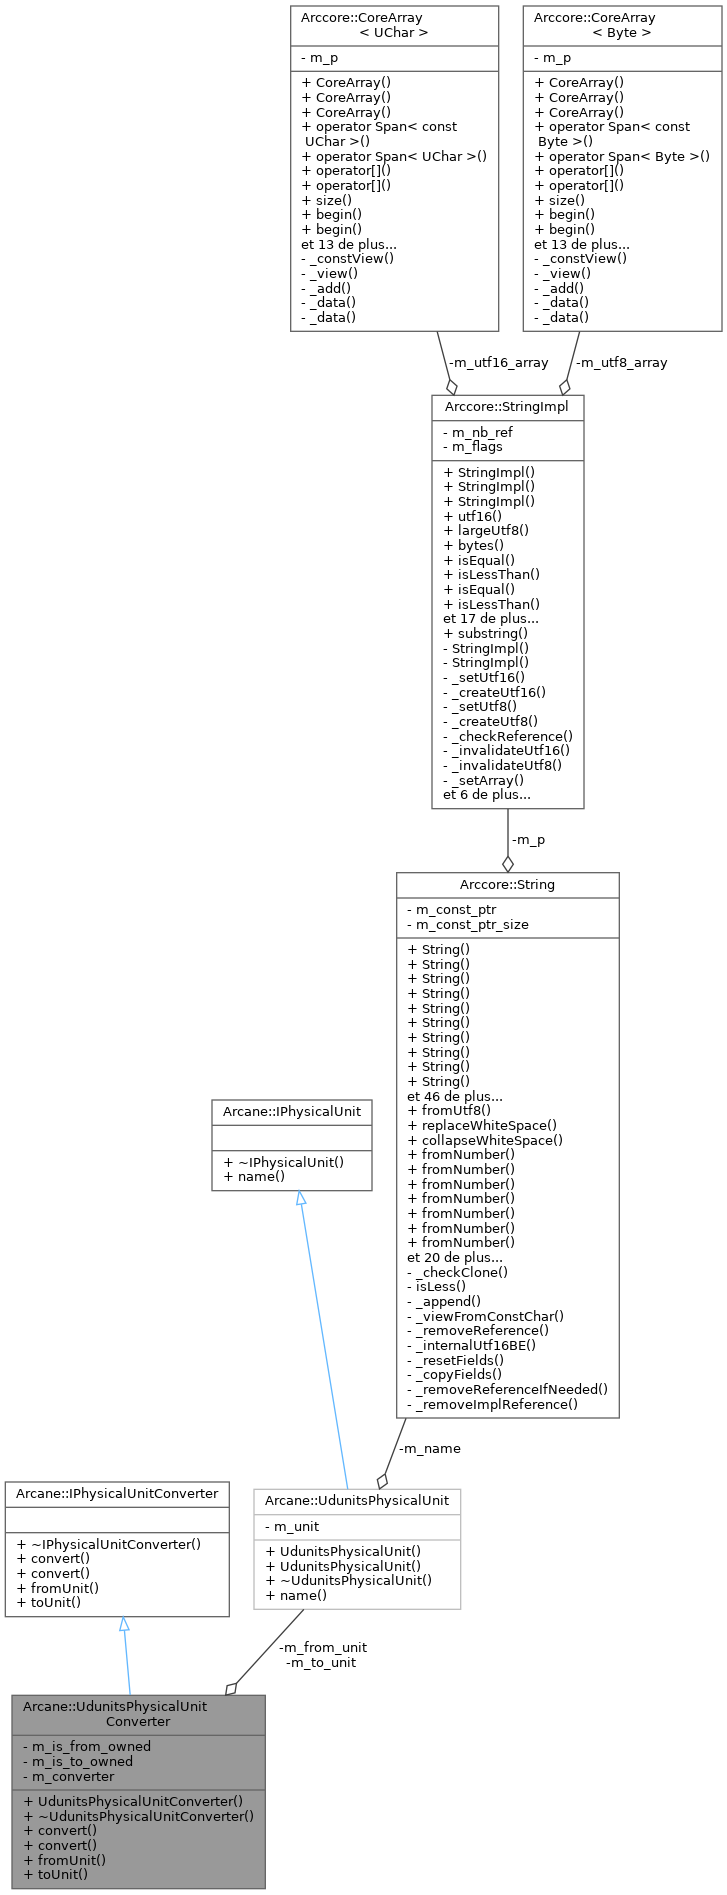 Arccore::CoreArray
< UChar >
- m_p
+ CoreArray()
+ CoreArray()
+ CoreArray()
+ operator Span< const
UChar >()
+ operator Span< UChar >()
+ operator[]()
+ operator[]()
+ size()
+ begin()
+ begin()
et 13 de plus...
- _constView()
- _view()
- _add()
- _data()
- _data()
Arccore::CoreArray
< Byte >
- m_p
+ CoreArray()
+ CoreArray()
+ CoreArray()
+ operator Span< const
Byte >()
+ operator Span< Byte >()
+ operator[]()
+ operator[]()
+ size()
+ begin()
+ begin()
et 13 de plus...
- _constView()
- _view()
- _add()
- _data()
- _data()
-m_utf16_array
-m_utf8_array
Arccore::StringImpl
- m_nb_ref
- m_flags
+ StringImpl()
+ StringImpl()
+ StringImpl()
+ utf16()
+ largeUtf8()
+ bytes()
+ isEqual()
+ isLessThan()
+ isEqual()
+ isLessThan()
et 17 de plus...
+ substring()
- StringImpl()
- StringImpl()
- _setUtf16()
- _createUtf16()
- _setUtf8()
- _createUtf8()
- _checkReference()
- _invalidateUtf16()
- _invalidateUtf8()
- _setArray()
et 6 de plus...
-m_p
Arccore::String
- m_const_ptr
- m_const_ptr_size
+ String()
+ String()
+ String()
+ String()
+ String()
+ String()
+ String()
+ String()
+ String()
+ String()
et 46 de plus...
+ fromUtf8()
+ replaceWhiteSpace()
+ collapseWhiteSpace()
+ fromNumber()
+ fromNumber()
+ fromNumber()
+ fromNumber()
+ fromNumber()
+ fromNumber()
+ fromNumber()
et 20 de plus...
- _checkClone()
- isLess()
- _append()
- _viewFromConstChar()
- _removeReference()
- _internalUtf16BE()
- _resetFields()
- _copyFields()
- _removeReferenceIfNeeded()
- _removeImplReference()
Arcane::IPhysicalUnit
+ ~IPhysicalUnit()
+ name()
-m_name
Arcane::IPhysicalUnitConverter
+ ~IPhysicalUnitConverter()
+ convert()
+ convert()
+ fromUnit()
+ toUnit()
Arcane::UdunitsPhysicalUnit
- m_unit
+ UdunitsPhysicalUnit()
+ UdunitsPhysicalUnit()
+ ~UdunitsPhysicalUnit()
+ name()
-m_from_unit
-m_to_unit
Arcane::UdunitsPhysicalUnit
Converter
- m_is_from_owned
- m_is_to_owned
- m_converter
+ UdunitsPhysicalUnitConverter()
+ ~UdunitsPhysicalUnitConverter()
+ convert()
+ convert()
+ fromUnit()
+ toUnit()